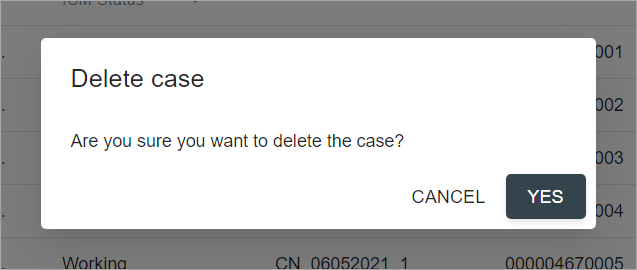 ICM Status
.
001
Delete case
.
002
Are you sure you want to delete the case?
.
003
CANCEL YES
.
004
Working CN_06052021_1 000004670005